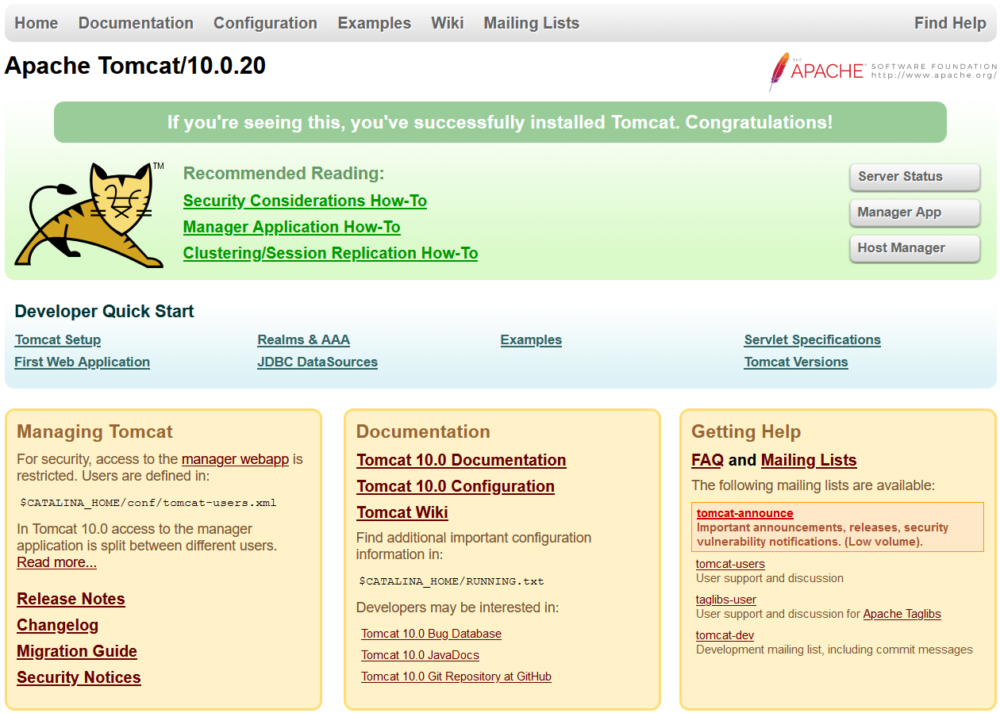 Home Documentation Configuration Examples Wiki Mailing Lists Find Help
Apache Tomcat/10.0.20
THE
APACHE® SOFTWARE FOUNDATION
http://www.apache.org/
If you're seeing this, you've successfully installed Tomcat. Congratulations!
TM
Recommended Reading:
Security Considerations How-To
Manager Application How-To
Clustering/Session Replication How-To
Server Status
Manager App
Host Manager
Developer Quick Start
Tomcat Setup
First Web Application
Realms & AAA
JDBC DataSources
Examples
Servlet Specifications
Tomcat Versions
Managing Tomcat
For security, access to the manager webapp is
restricted. Users are defined in:
$CATALINA_HOME/conf/tomcat-users.xml
In Tomcat 10.0 access to the manager
application is split between different users.
Read more...
Release Notes
Changelog
Migration Guide
Security Notices
Documentation
Tomcat 10.0 Documentation
Tomcat 10.0 Configuration
Tomcat Wiki
Find additional important configuration
information in:
$CATALINA_HOME/RUNNING.txt
Developers may be interested in:
Tomcat 10.0 Bug Database
Tomcat 10.0 JavaDocs
Tomcat 10.0 Git Repository at GitHub
Getting Help
FAQ and Mailing Lists
The following mailing lists are available:
tomcat-announce
Important announcements, releases, security
vulnerability notifications. (Low volume).
tomcat-users
User support and discussion
taglibs-user
User support and discussion for Apache Taglibs
tomcat-dev
Development mailing list, including commit messages